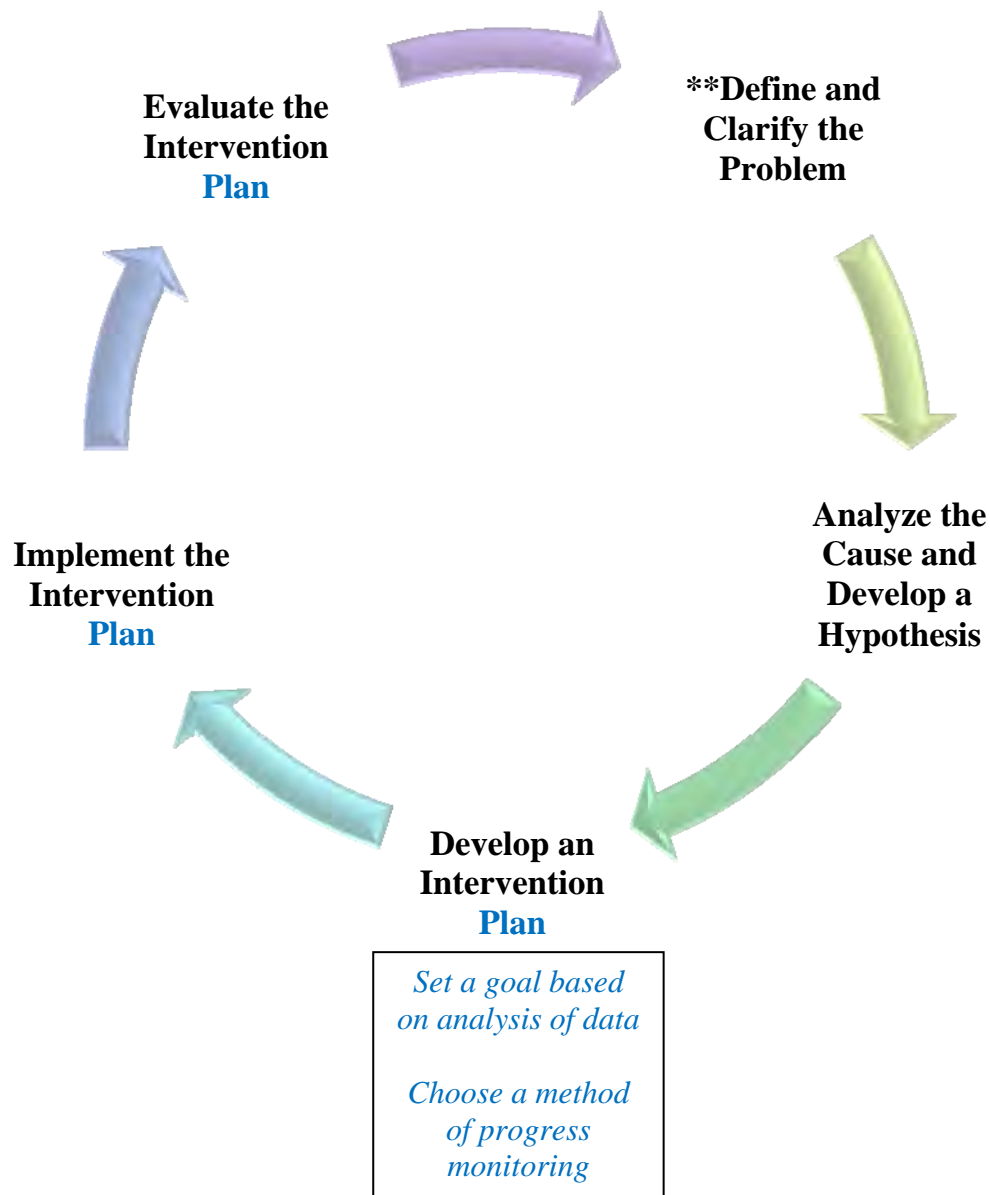 **Define and
Clarify the
Problem
Analyze the
Cause and
Develop a
Hypothesis
Develop an
Intervention
Plan
Set a goal based
on analysis of data
Choose a method
of progress
monitoring
Implement the
Intervention
Plan
Evaluate the
Intervention
Plan